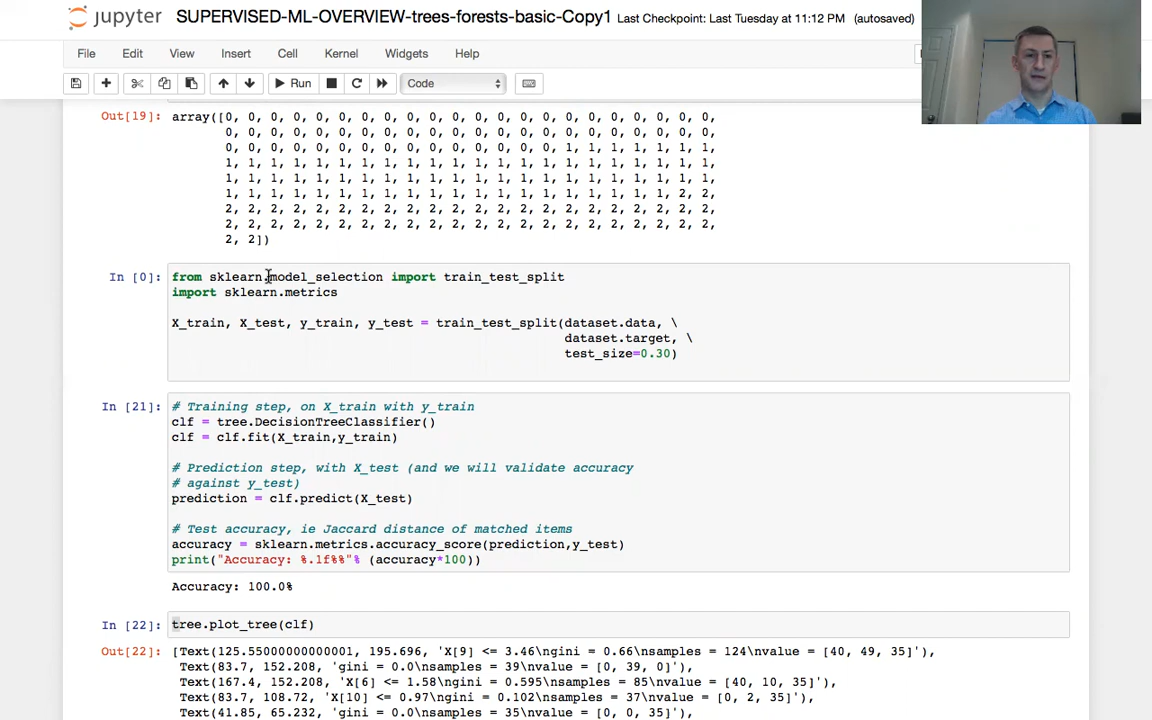 jupyter SUPERVISED-ML-OVERVIEW-trees-forests-basic-Copy1 Last Checkpoint: Last Tuesday at 11:12 PM (autosaved)
File Edit View Insert Cell Kernel Widgets Help
Run Code
Out[19]: array([0, 0, 0, 0, 0, 0, 0, 0, 0, 0, 0, 0, 0, 0, 0, 0, 0, 0, 0, 0, 0, 0,
0, 0, 0, 0, 0, 0, 0, 0, 0, 0, 0, 0, 0, 0, 0, 0, 0, 0, 0, 0, 0, 0,
0, 0, 0, 0, 0, 0, 0, 0, 0, 0, 0, 0, 0, 0, 0, 1, 1, 1, 1, 1, 1, 1,
1, 1, 1, 1, 1, 1, 1, 1, 1, 1, 1, 1, 1, 1, 1, 1, 1, 1, 1, 1, 1, 1,
1, 1, 1, 1, 1, 1, 1, 1, 1, 1, 1, 1, 1, 1, 1, 1, 1, 1, 1, 1, 1, 1,
1, 1, 1, 1, 1, 1, 1, 1, 1, 1, 1, 1, 1, 1, 1, 1, 1, 1, 1, 1, 2, 2,
2, 2, 2, 2, 2, 2, 2, 2, 2, 2, 2, 2, 2, 2, 2, 2, 2, 2, 2, 2, 2, 2,
2, 2, 2, 2, 2, 2, 2, 2, 2, 2, 2, 2, 2, 2, 2, 2, 2, 2, 2, 2, 2, 2,
2, 2])
In [0]: from sklearn.model_selection import train_test_split
import sklearn.metrics
X_train, X_test, y_train, y_test = train_test_split(dataset.data, \
dataset.target, \
test_size=0.30)
In [21]: # Training step, on X_train with y_train
clf = tree.DecisionTreeClassifier()
clf = clf.fit(X_train,y_train)
# Prediction step, with X_test (and we will validate accuracy
# against y_test)
prediction = clf.predict(X_test)
# Test accuracy, ie Jaccard distance of matched items
accuracy = sklearn.metrics.accuracy_score(prediction,y_test)
print("Accuracy: %.1f%%"% (accuracy*100))
Accuracy: 100.0%
In [22]: tree.plot_tree(clf)
Out[22]: [Text(125.55000000000001, 195.696, 'X[9] <= 3.46\ngini = 0.66\nsamples = 124\nvalue = [40, 49, 35]'),
Text(83.7, 152.208, 'gini = 0.0\nsamples = 39\nvalue = [0, 39, 0]'),
Text(167.4, 152.208, 'X[6] <= 1.58\ngini = 0.595\nsamples = 85\nvalue = [40, 10, 35]'),
Text(83.7, 108.72, 'X[10] <= 0.97\ngini = 0.102\nsamples = 37\nvalue = [0, 2, 35]'),
Text(41.85, 65.232, 'gini = 0.0\nsamples = 35\nvalue = [0, 0, 35]'),